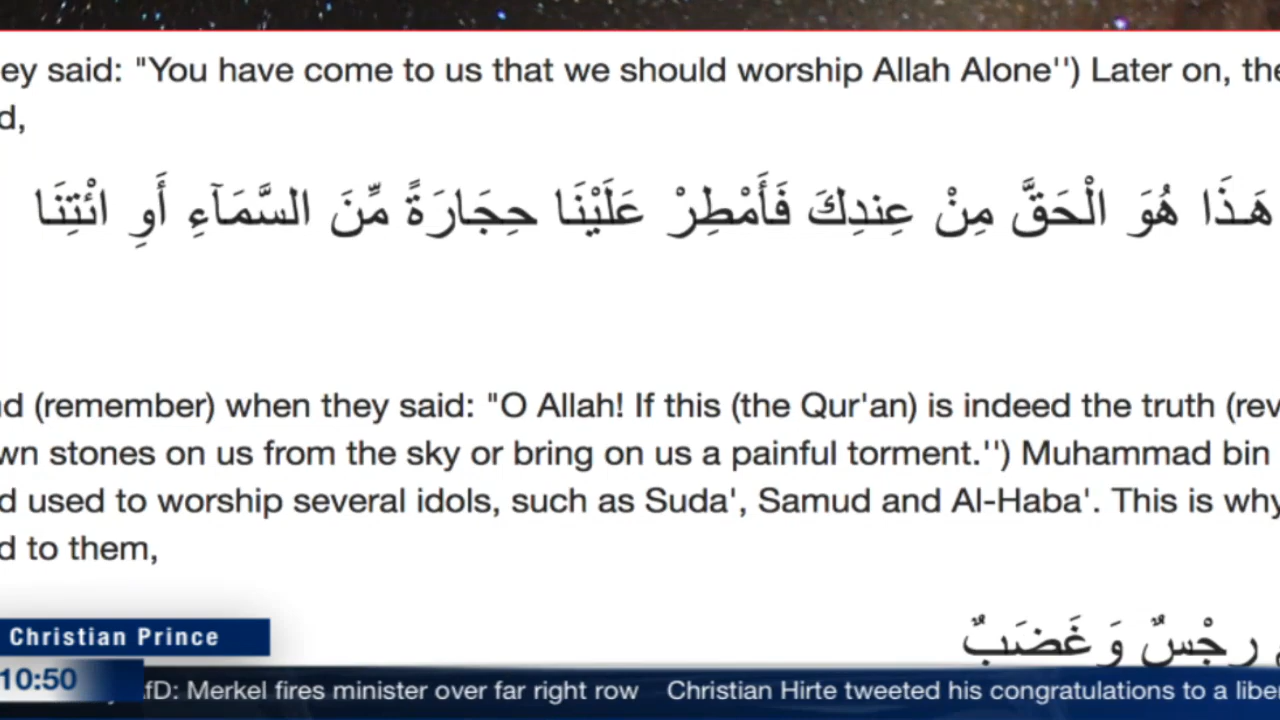 ey said: "You have come to us that we should worship Allah Alone'') Later on, the
d,
هَـذَا هُوَ الْحَقَّ مِنْ عِندِكَ فَأَمْطِرْ عَلَيْنَا حِجَارَةً مِّنَ السَّمَآءِ أَوِ ائْتِنَا
nd (remember) when they said: "O Allah! If this (the Qur'an) is indeed the truth (rev
wn stones on us from the sky or bring on us a painful torment.'') Muhammad bin
d used to worship several idols, such as Suda', Samud and Al-Haba'. This is why
d to them,
رِجْسٌ وَغَضَبٌ
Christian Prince
10:50
AfD: Merkel fires minister over far right row Christian Hirte tweeted his congratulations to a libe